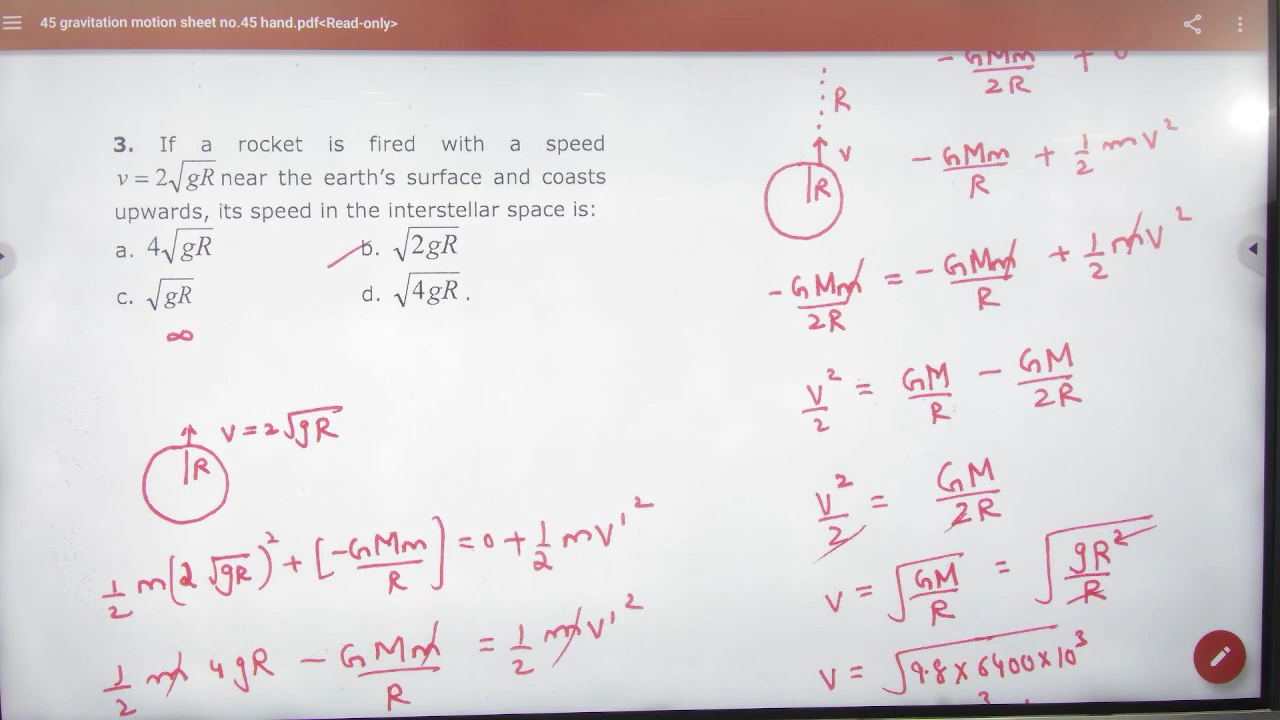 45 gravitation motion sheet no.45 hand.pdf<Read-only>
3. If a rocket is fired with a speed
v = 2√gR near the earth's surface and coasts
upwards, its speed in the interstellar space is:
a. 4√gR b. √2gR
c. √gR d. √4gR .
∞
R V = 2√gR
1/2 m(2√gR)² + [-GMm/R] = 0 + 1/2 mv'²
1/2 m 4gR - GMm/R = 1/2 mv'²
-GMm/2R + 0
R
V
R
-GMm/R + 1/2 mv²
-GMm/2R = -GMm/R + 1/2 mv²
V²/2 = GM/R - GM/2R
V²/2 = GM/2R
V = √GM/R = √gR²/R
V = √9.8 × 6400 × 10³